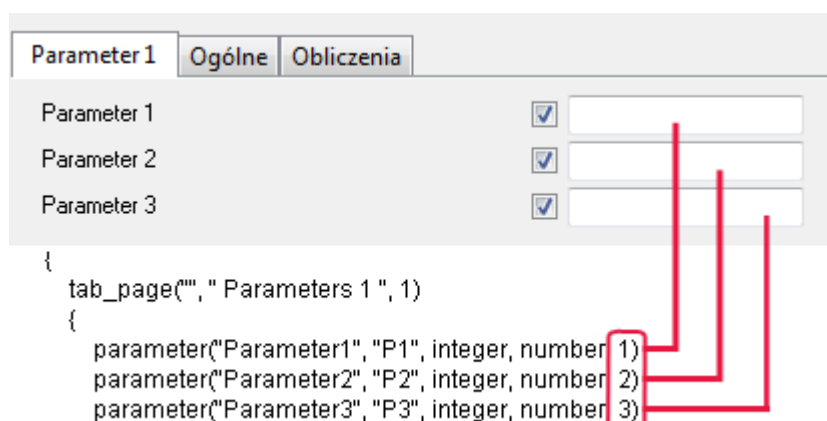 Parameter 1 Ogólne Obliczenia
Parameter 1
Parameter 2
Parameter 3
{
tab_page("", " Parameters 1 ", 1)
{
parameter("Parameter1", "P1", integer, number 1)
parameter("Parameter2", "P2", integer, number 2)
parameter("Parameter3", "P3", integer, number 3)